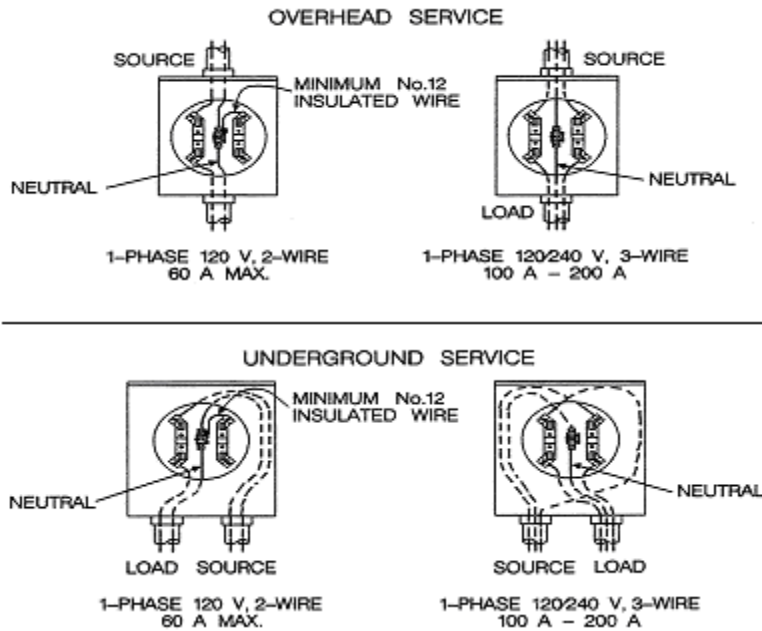 OVERHEAD SERVICE
SOURCE
MINIMUM No.12
INSULATED WIRE
NEUTRAL
1-PHASE 120 V, 2-WIRE
60 A MAX.
SOURCE
NEUTRAL
LOAD
1-PHASE 120/240 V, 3-WIRE
100 A - 200 A
UNDERGROUND SERVICE
MINIMUM No.12
INSULATED WIRE
NEUTRAL
LOAD SOURCE
1-PHASE 120 V, 2-WIRE
60 A MAX.
NEUTRAL
SOURCE LOAD
1-PHASE 120/240 V, 3-WIRE
100 A - 200 A